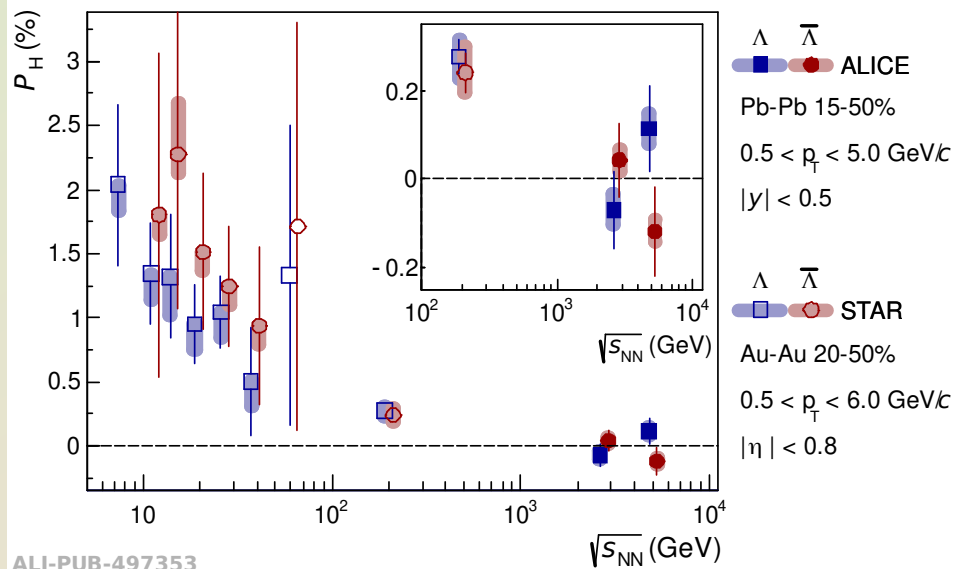 P_H (%)
3
2.5
2
1.5
1
0.5
0
10
10²
10³
10⁴
√s_NN (GeV)
0.2
0
- 0.2
10²
10³
10⁴
√s_NN (GeV)
Λ Λ̅
ALICE
Pb-Pb 15-50%
0.5 < p_T < 5.0 GeV/c
|y| < 0.5
Λ Λ̅
STAR
Au-Au 20-50%
0.5 < p_T < 6.0 GeV/c
|η| < 0.8
ALI-PUB-497353